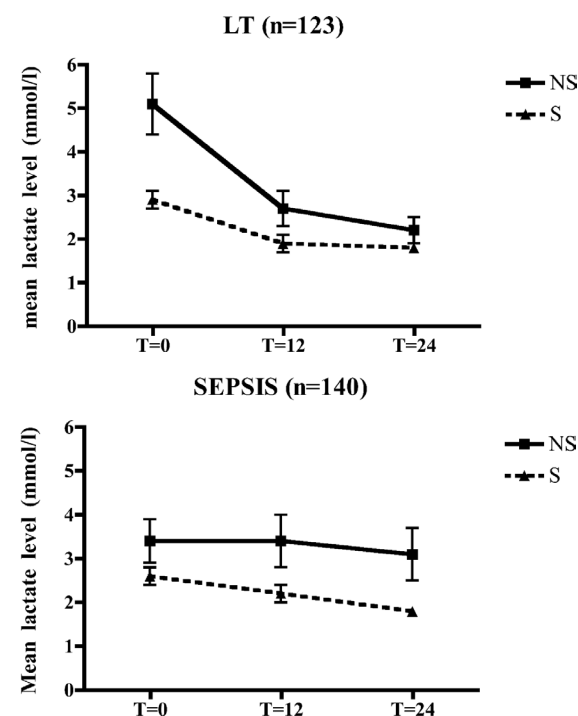 LT (n=123)
mean lactate level (mmol/l)
6
5
4
3
2
1
0
T=0 T=12 T=24
NS
S
SEPSIS (n=140)
Mean lactate level (mmol/l)
6
5
4
3
2
1
0
T=0 T=12 T=24
NS
S